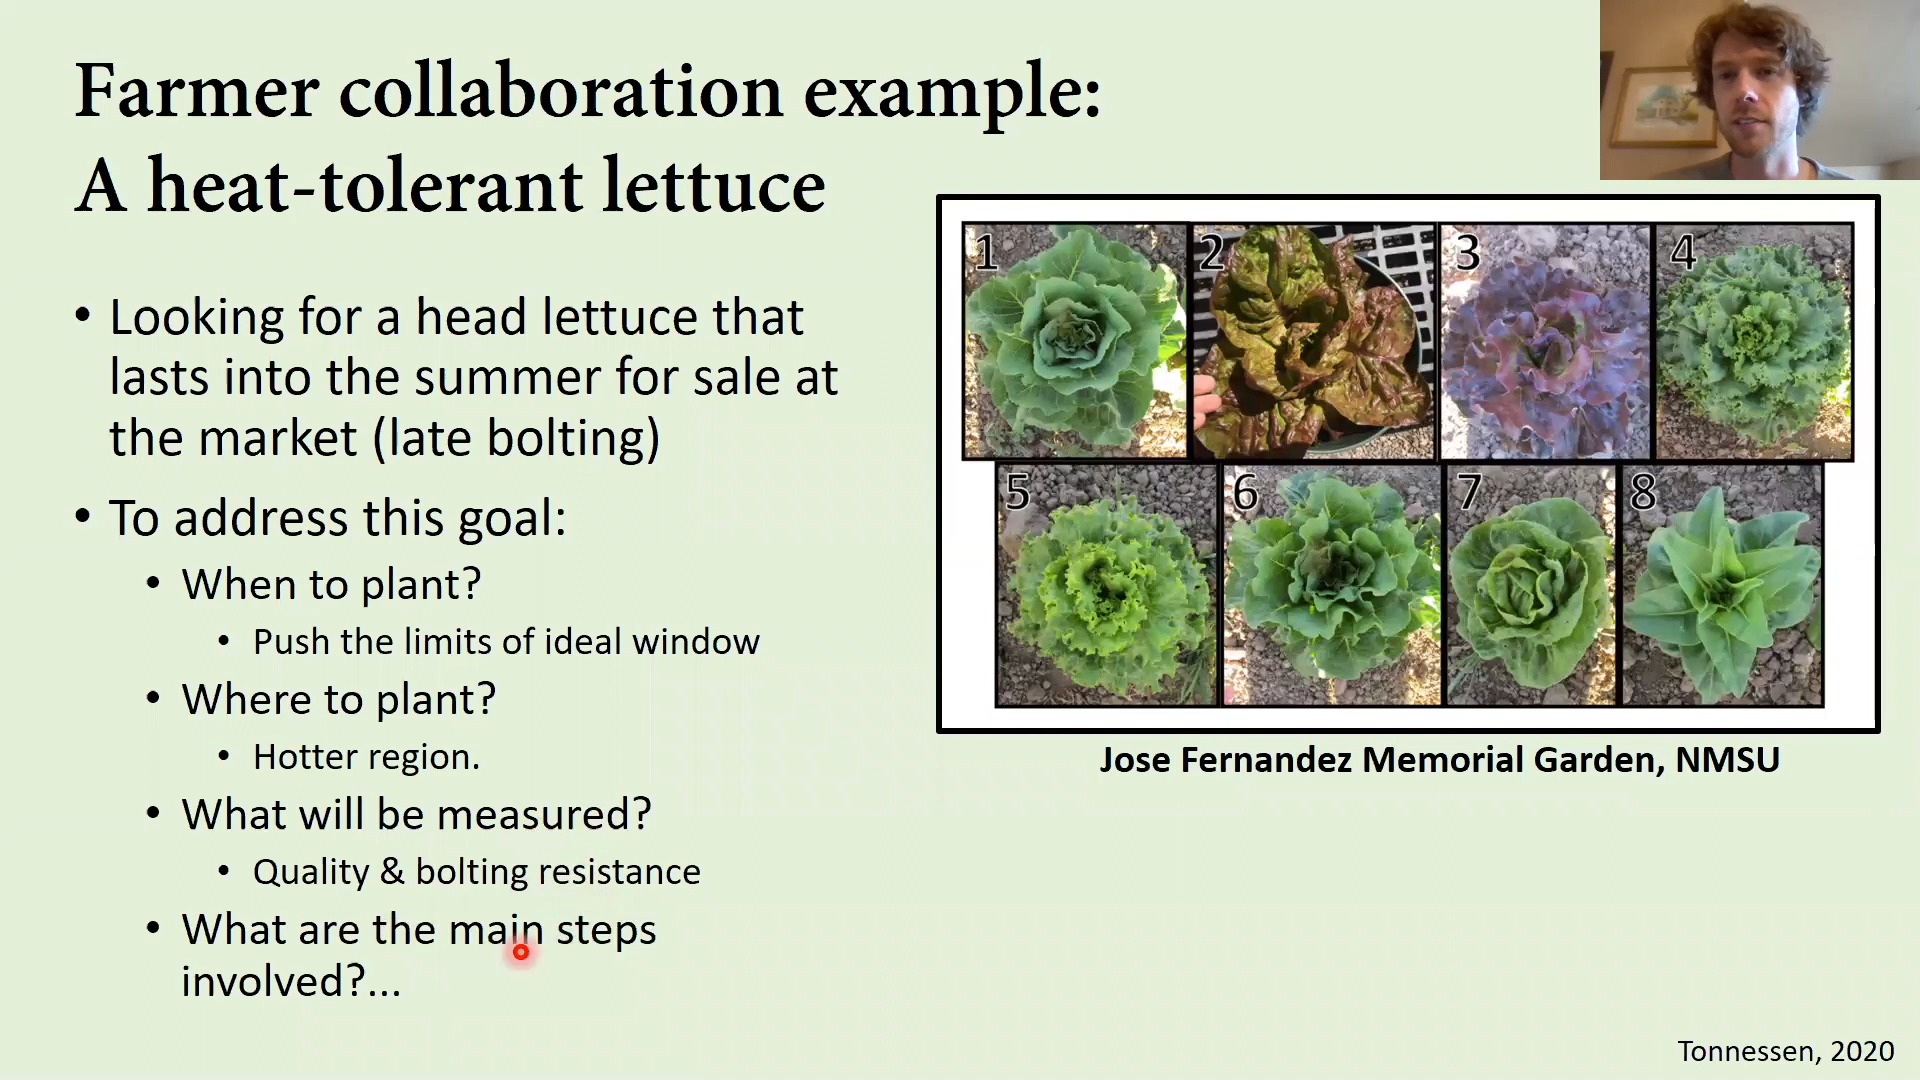 Farmer collaboration example:
A heat-tolerant lettuce
• Looking for a head lettuce that
lasts into the summer for sale at
the market (late bolting)
• To address this goal:
• When to plant?
• Push the limits of ideal window
• Where to plant?
• Hotter region.
• What will be measured?
• Quality & bolting resistance
• What are the main steps
involved?...
1
2
3
4
5
6
7
8
Jose Fernandez Memorial Garden, NMSU
Tonnessen, 2020